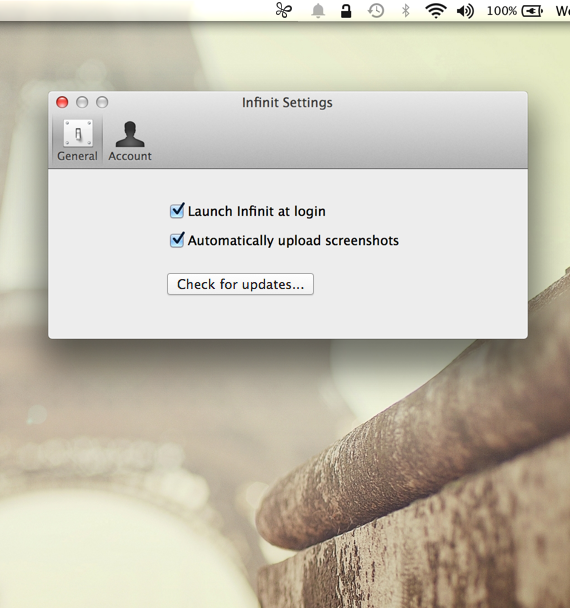 100% We
Infinit Settings
General Account
Launch Infinit at login
Automatically upload screenshots
Check for updates...